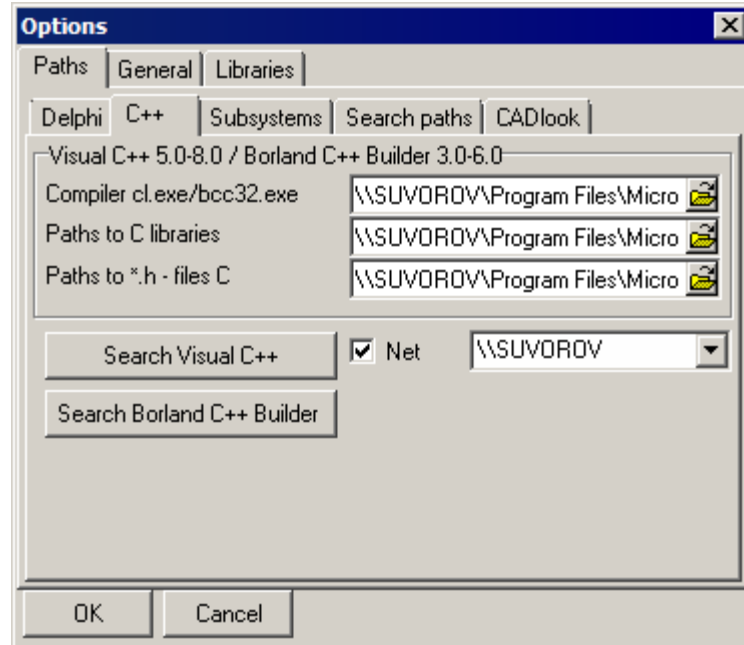 Options
Paths General Libraries
Delphi C++ Subsystems Search paths CADlook
Visual C++ 5.0-8.0 / Borland C++ Builder 3.0-6.0
Compiler cl.exe/bcc32.exe \\SUVOROV\Program Files\Micro
Paths to C libraries \\SUVOROV\Program Files\Micro
Paths to *.h - files C \\SUVOROV\Program Files\Micro
Search Visual C++ Net \\SUVOROV
Search Borland C++ Builder
OK Cancel